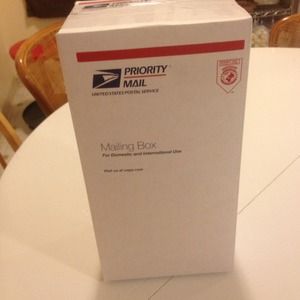 PRIORITY
MAIL
UNITED STATES POSTAL SERVICE
Mailing Box
For Domestic and International Use
Visit us at usps.com